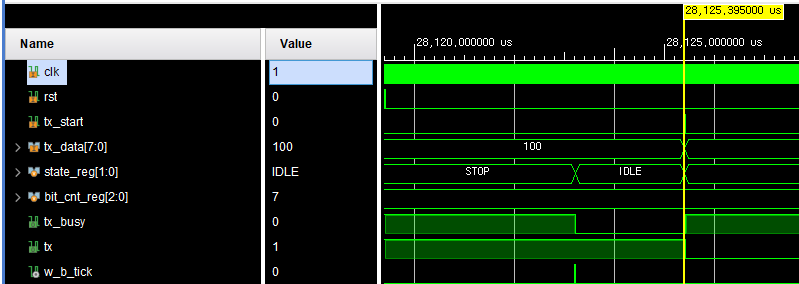 28,125,395000 us
Name
Value
28,120,000000 us
28,125,000000 us
clk
1
rst
0
tx_start
0
tx_data[7:0]
100
100
state_reg[1:0]
IDLE
STOP
IDLE
bit_cnt_reg[2:0]
7
tx_busy
0
tx
1
w_b_tick
0